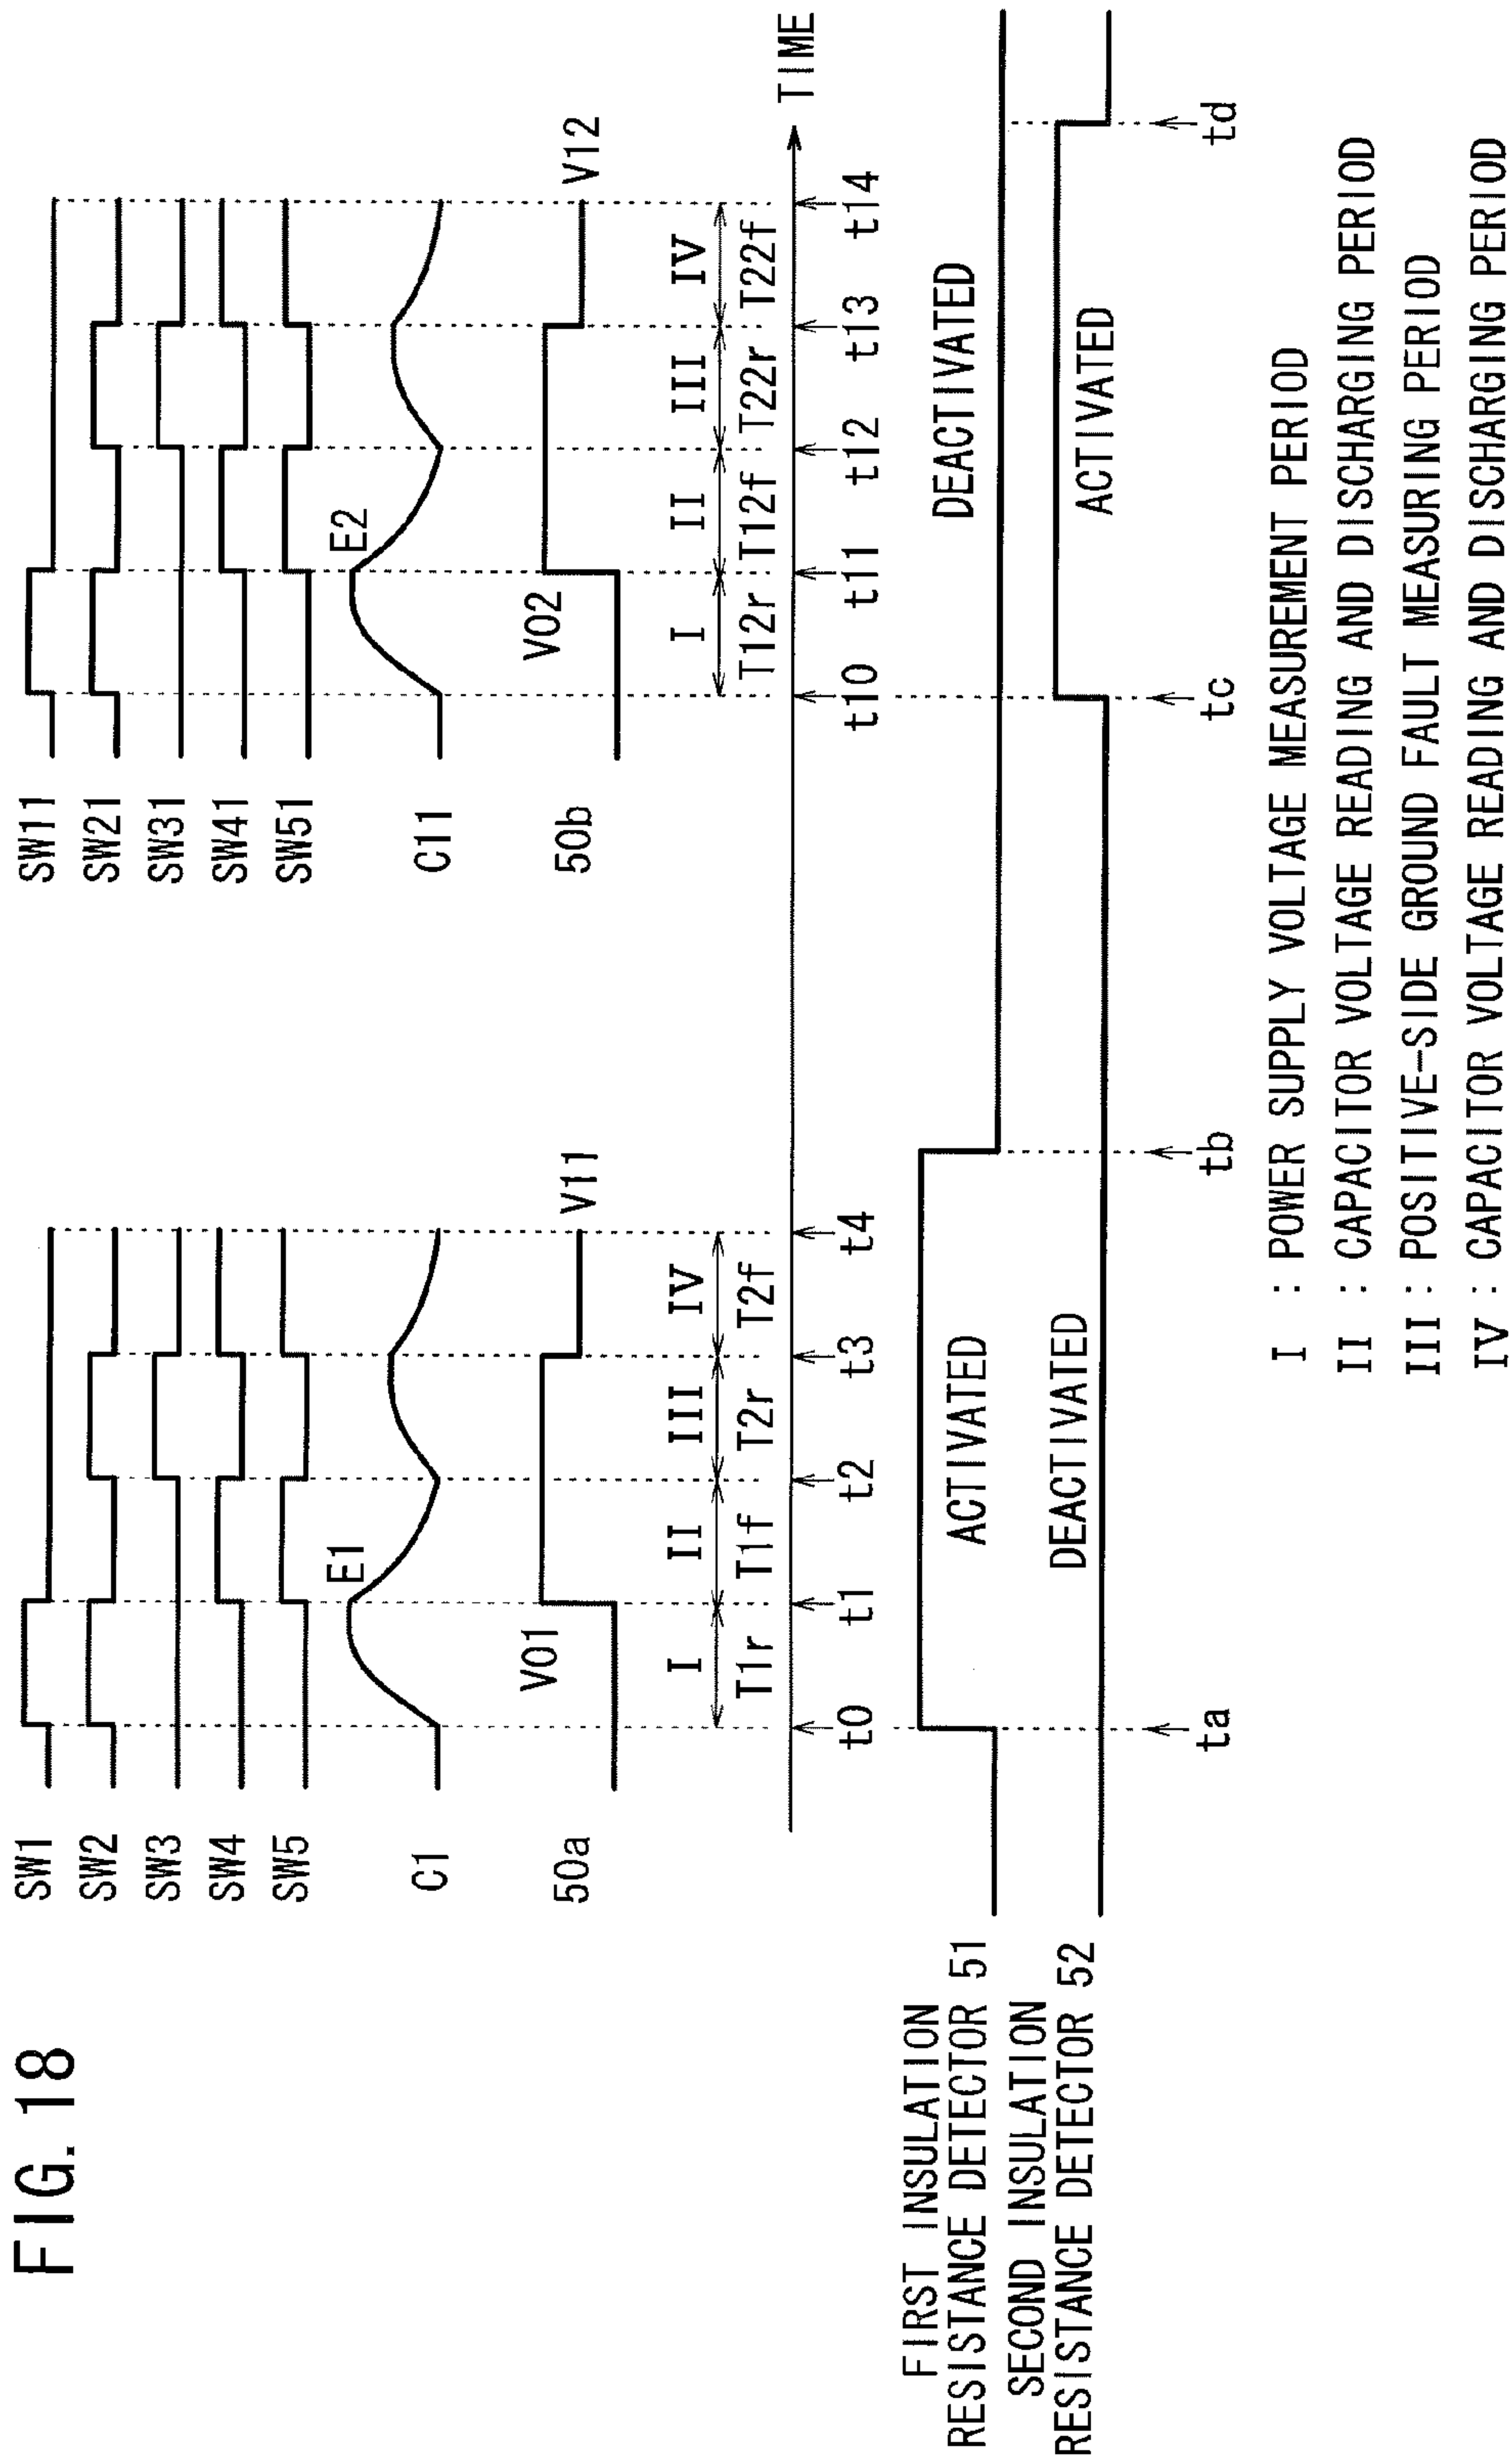 FIG. 18
SW1
SW2
SW3
SW4
SW5
C1
E1
50a
V01
V11
I
II
III
IV
T1r
T1f
T2r
T2f
t0
t1
t2
t3
t4
SW11
SW21
SW31
SW41
SW51
C11
E2
50b
V02
V12
I
II
III
IV
T12r
T12f
T22r
T22f
t10
t11
t12
t13
t14
TIME
FIRST INSULATION
RESISTANCE DETECTOR 51
ACTIVATED
DEACTIVATED
SECOND INSULATION
RESISTANCE DETECTOR 52
DEACTIVATED
ACTIVATED
ta
tb
tc
td
I : POWER SUPPLY VOLTAGE MEASUREMENT PERIOD
II : CAPACITOR VOLTAGE READING AND DISCHARGING PERIOD
III : POSITIVE-SIDE GROUND FAULT MEASURING PERIOD
IV : CAPACITOR VOLTAGE READING AND DISCHARGING PERIOD